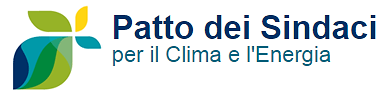 Patto dei Sindaci
per il Clima e l'Energia